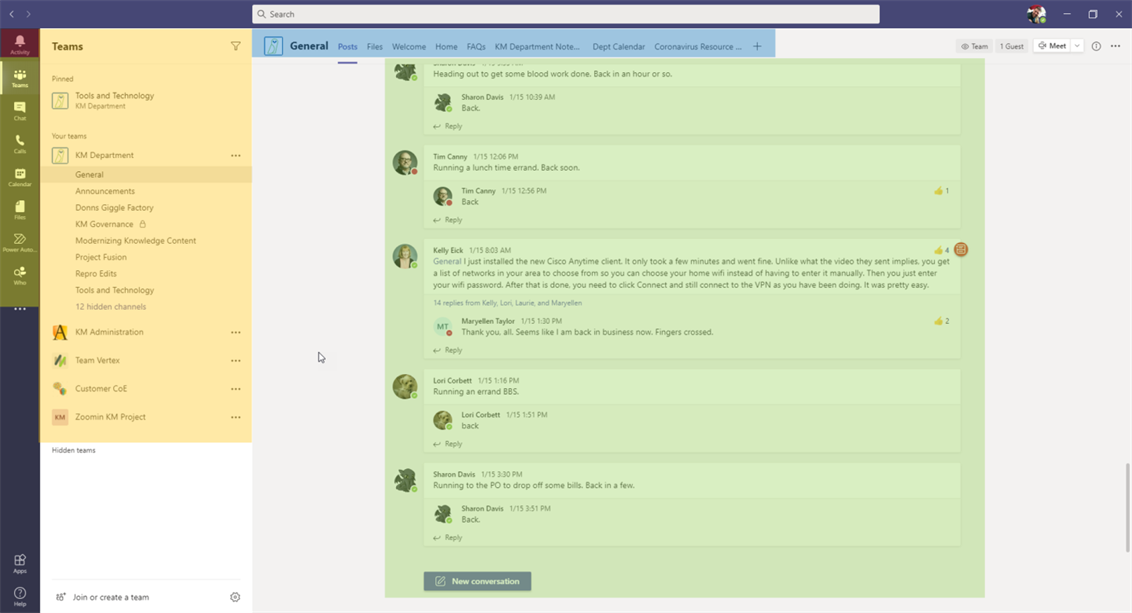 Search
Activity
Teams
Chat
Calls
Calendar
Files
Power Auto...
Who
Apps
Help
Teams
Pinned
Tools and Technology
KM Department
Your teams
KM Department
General
Announcements
Donns Giggle Factory
KM Governance
Modernizing Knowledge Content
Project Fusion
Repro Edits
Tools and Technology
12 hidden channels
KM Administration
Team Vertex
Customer CoE
KM Zoomin KM Project
Hidden teams
Join or create a team
General Posts Files Welcome Home FAQs KM Department Note... Dept Calendar Coronavirus Resource ...
Team 1 Guest Meet
Sharon Davis
Heading out to get some blood work done. Back in an hour or so.
Sharon Davis 1/15 10:39 AM
Back.
Reply
Tim Canny 1/15 12:06 PM
Running a lunch time errand. Back soon.
Tim Canny 1/15 12:56 PM
1
Back
Reply
Kelly Eick 1/15 8:03 AM
4
General I just installed the new Cisco Anytime client. It only took a few minutes and went fine. Unlike what the video they sent implies, you get
a list of networks in your area to choose from so you can choose your home wifi instead of having to enter it manually. Then you just enter
your wifi password. After that is done, you need to click Connect and still connect to the VPN as you have been doing. It was pretty easy.
14 replies from Kelly, Lori, Laurie, and Maryellen
MT
Maryellen Taylor 1/15 1:30 PM
2
Thank you, all. Seems like I am back in business now. Fingers crossed.
Reply
Lori Corbett 1/15 1:16 PM
Running an errand BBS.
Lori Corbett 1/15 1:51 PM
back
Reply
Sharon Davis 1/15 3:30 PM
Running to the PO to drop off some bills. Back in a few.
Sharon Davis 1/15 3:51 PM
Back.
Reply
New conversation